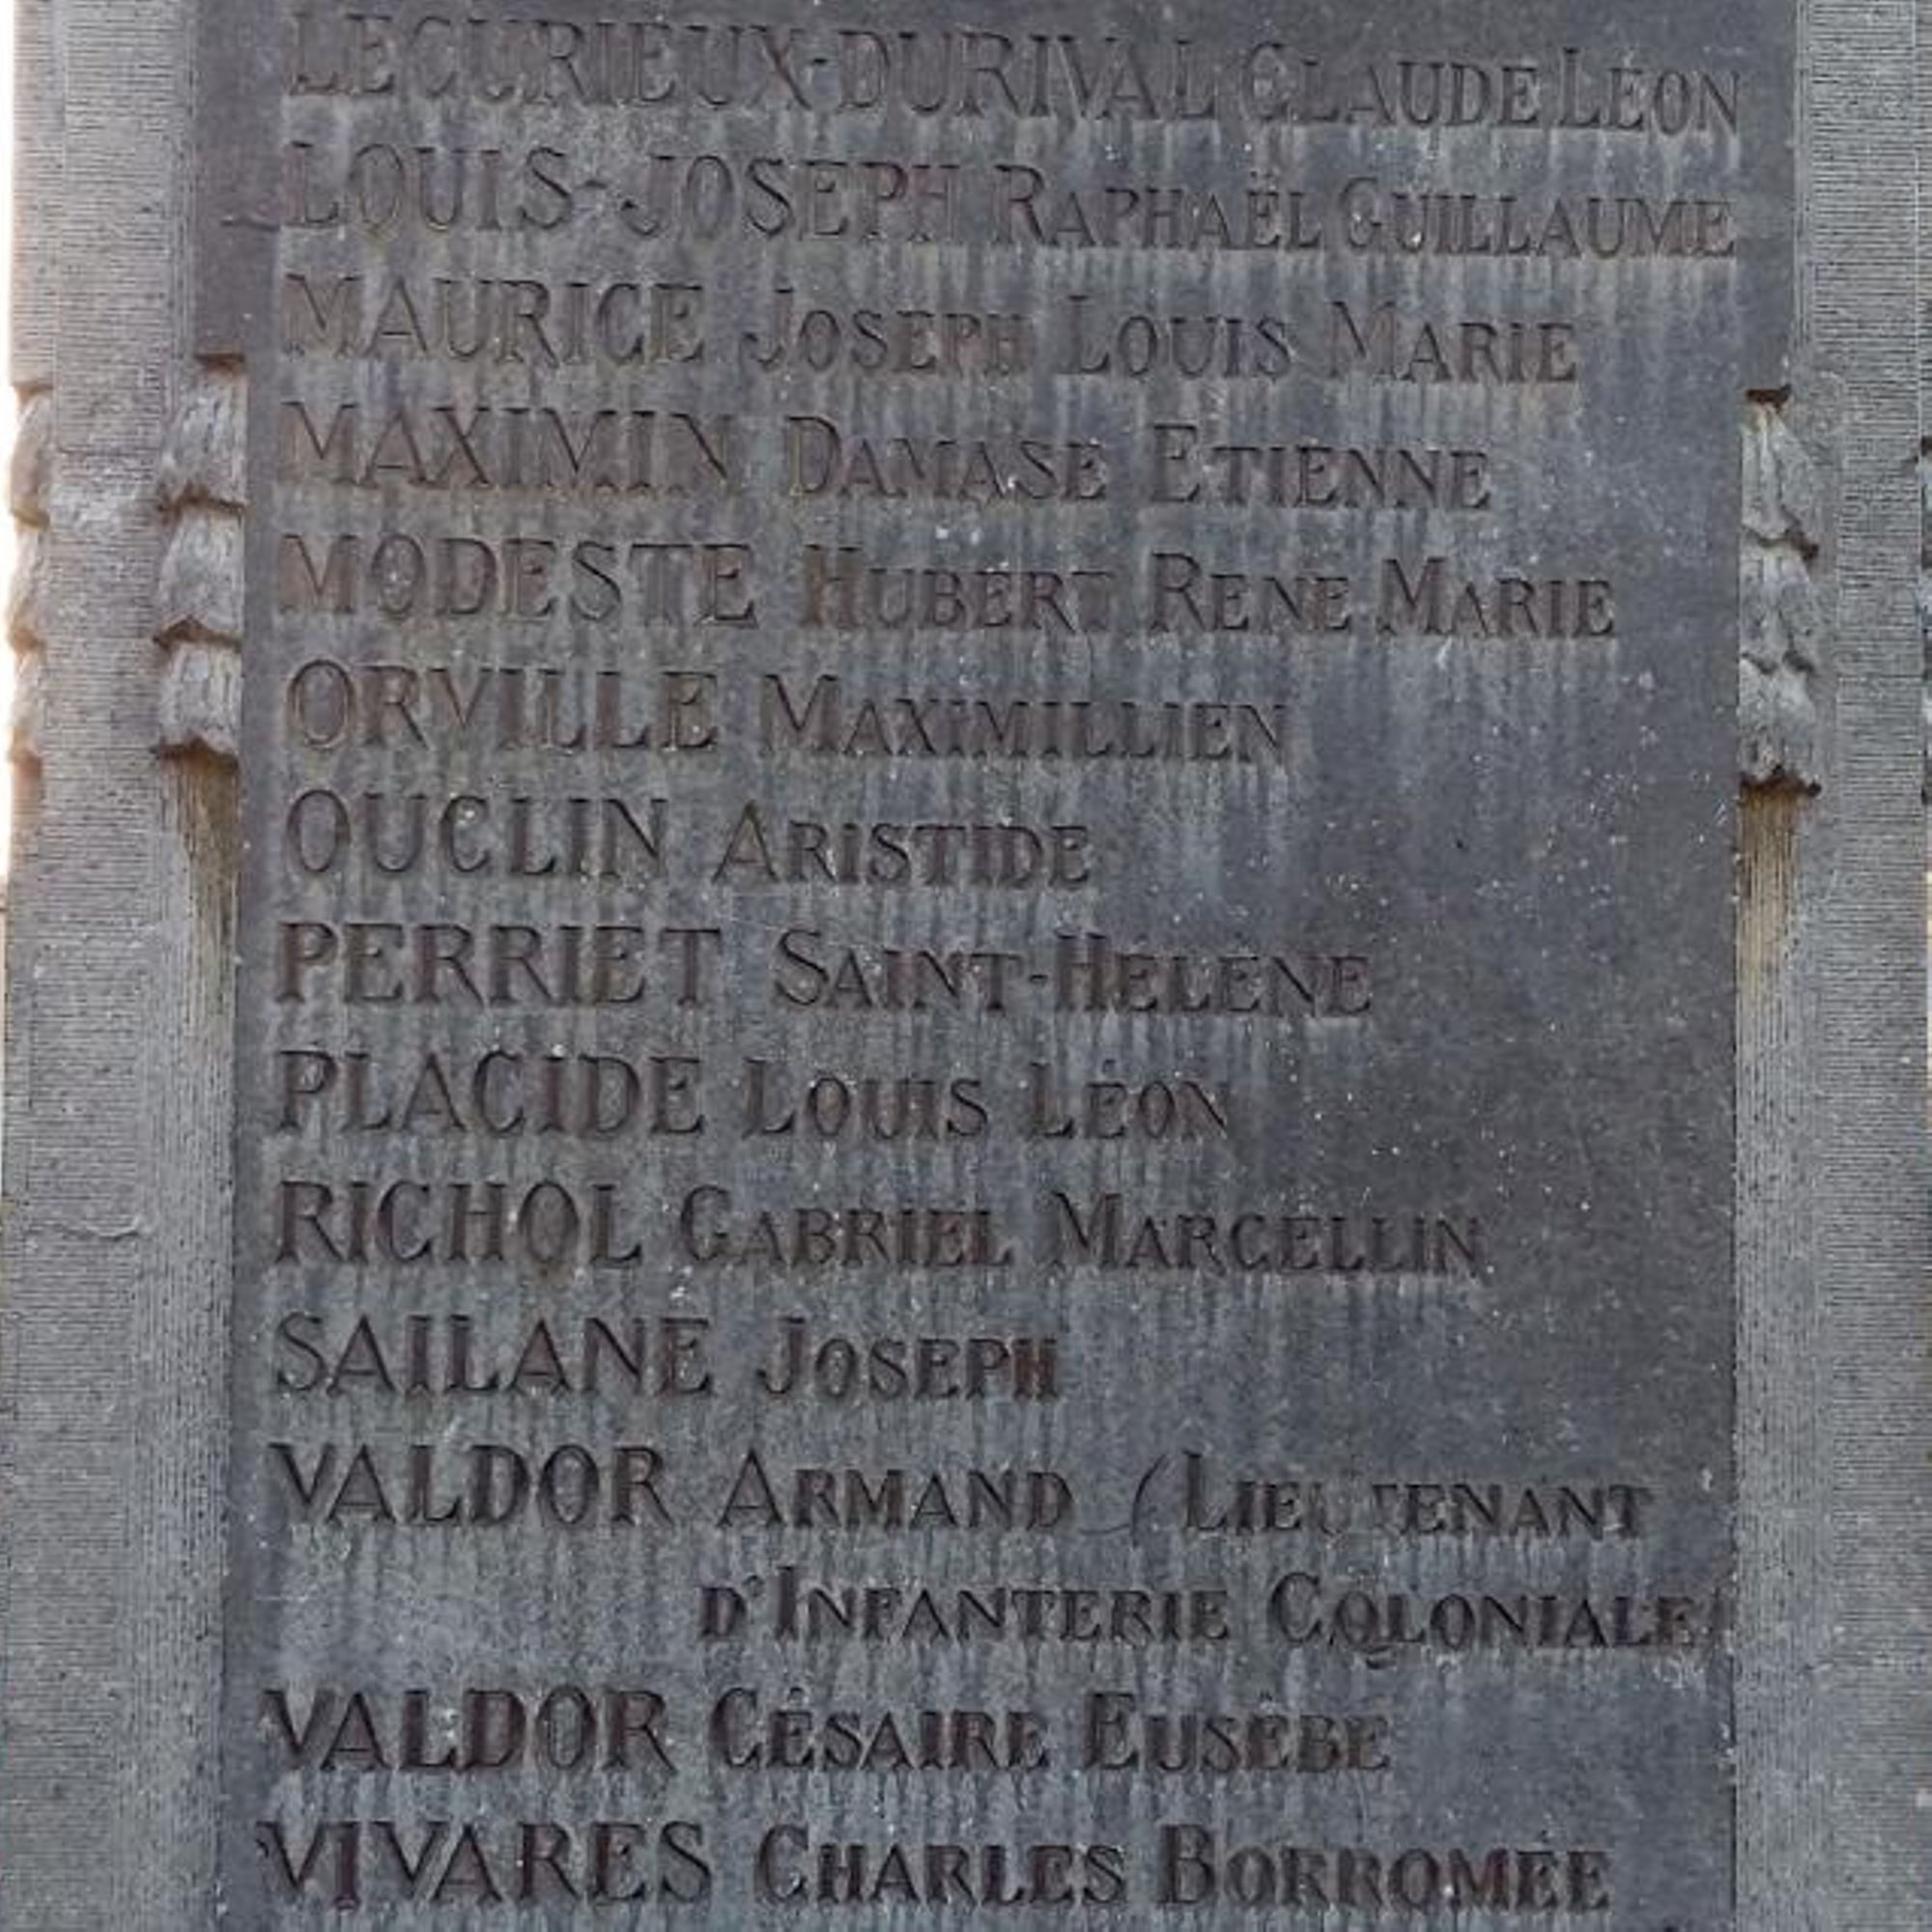 LECURIEUX-DURIVAL CLAUDE LÉON
LOUIS-JOSEPH RAPHAËL GUILLAUME
MAURICE JOSEPH LOUIS MARIE
MAXIMIN DAMASE ETIENNE
MODESTE HUBERT RENÉ MARIE
ORVILLE MAXIMILLIEN
OUCLIN ARISTIDE
PERRIET SAINT-HÉLÈNE
PLACIDE LOUIS LÉON
RICHOL GABRIEL MARCELLIN
SAILANE JOSEPH
VALDOR ARMAND (LIEUTENANT
D'INFANTERIE COLONIALE)
VALDOR CÉSAIRE EUSÈBE
VIVARES CHARLES BORROMÉE